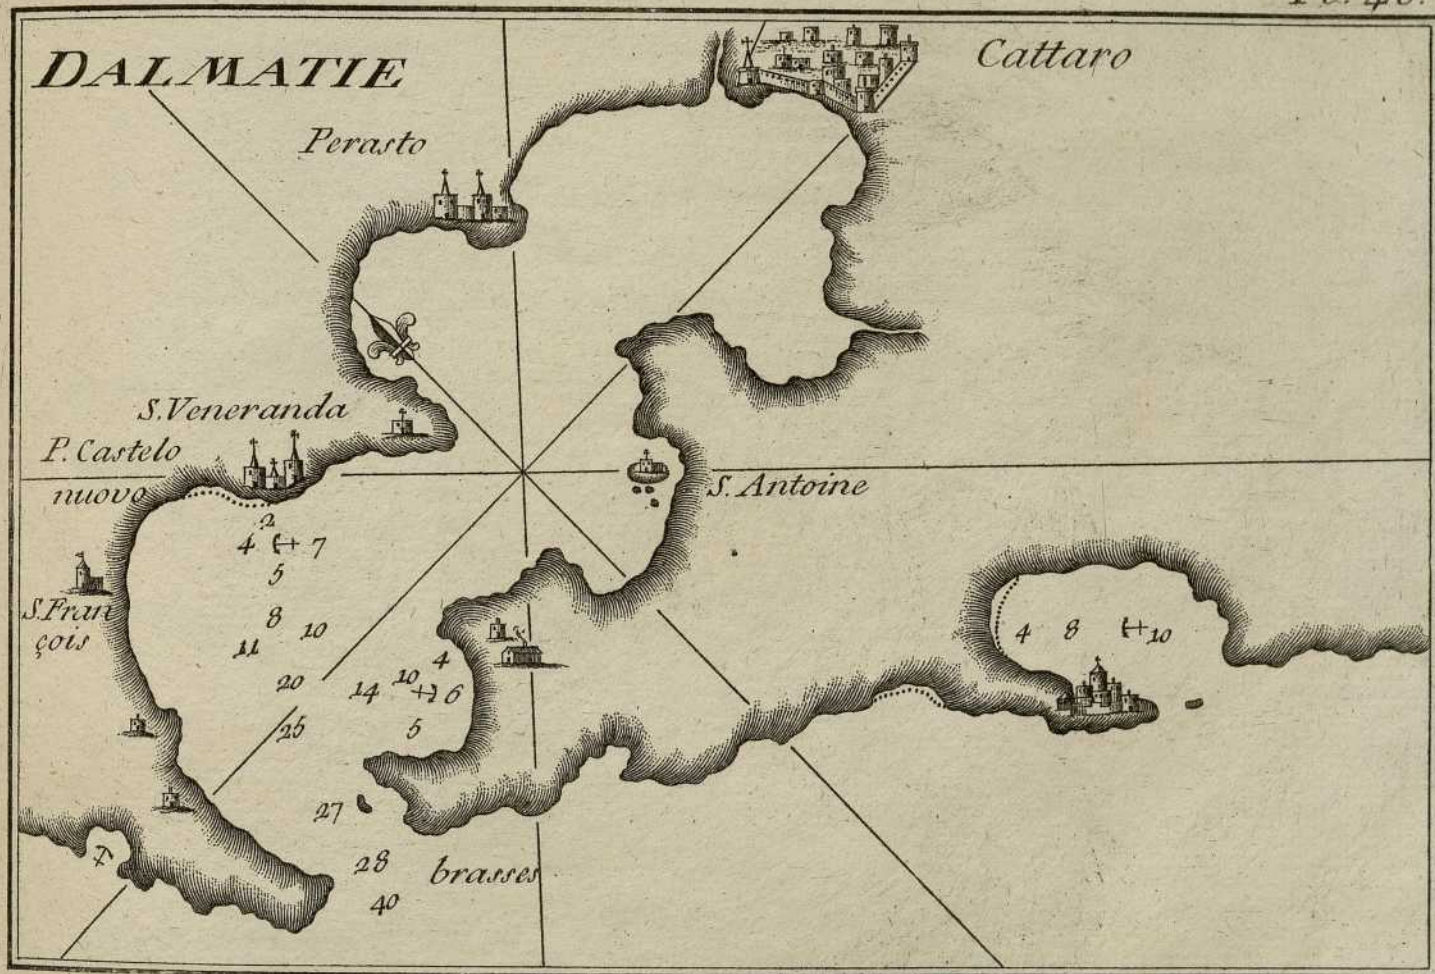 DALMATIE
Cattaro
Perasto
S. Veneranda
P. Castelo
nuovo
S. Antoine
S. Fran
çois
2
4 7
5
8
11 10
20
25
4
14 10 6
5
27
28 brasses
40
4 8 10